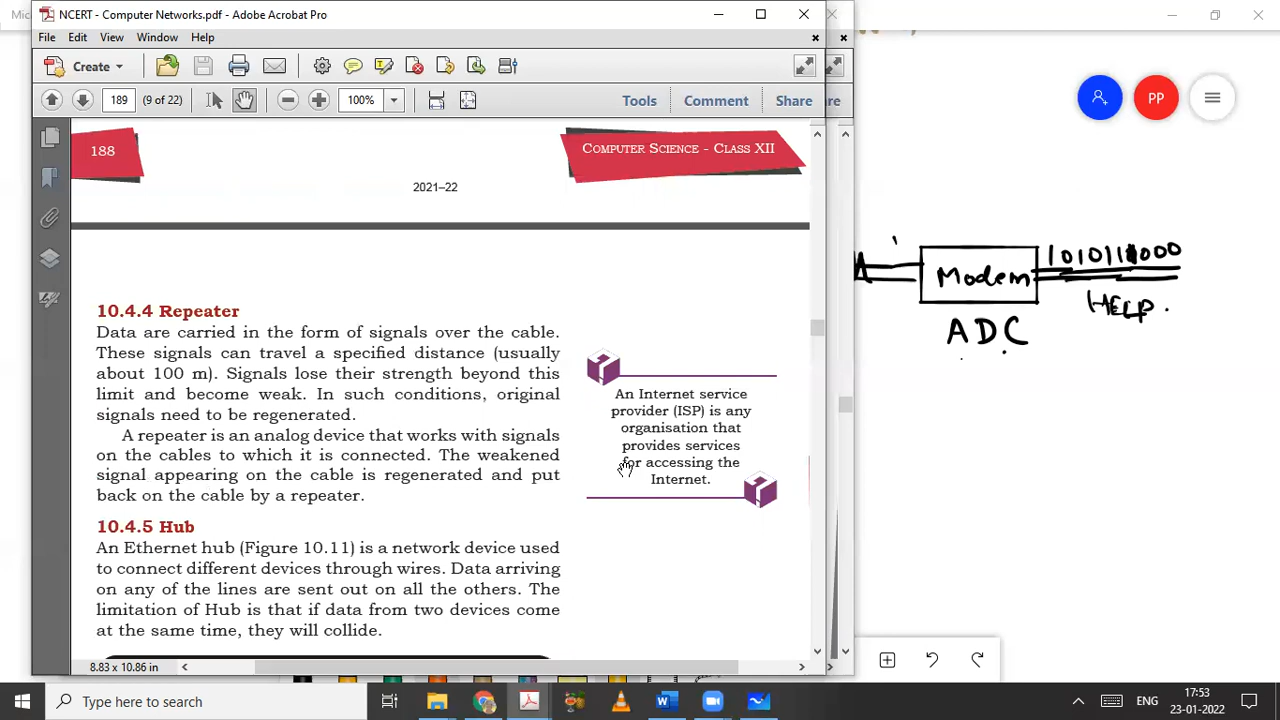 Mic
NCERT - Computer Networks.pdf - Adobe Acrobat Pro
File Edit View Window Help
Create
189 (9 of 22) 100% Tools Comment Share re
PP
188 COMPUTER SCIENCE - CLASS XII
2021–22
10.4.4 Repeater
Data are carried in the form of signals over the cable.
These signals can travel a specified distance (usually
about 100 m). Signals lose their strength beyond this
limit and become weak. In such conditions, original
signals need to be regenerated.
A repeater is an analog device that works with signals
on the cables to which it is connected. The weakened
signal appearing on the cable is regenerated and put
back on the cable by a repeater.
10.4.5 Hub
An Ethernet hub (Figure 10.11) is a network device used
to connect different devices through wires. Data arriving
on any of the lines are sent out on all the others. The
limitation of Hub is that if data from two devices come
at the same time, they will collide.
An Internet service
provider (ISP) is any
organisation that
provides services
for accessing the
Internet.
Modem
HELP.
ADC
8.83 x 10.86 in
Type here to search
ENG
17:53
23-01-2022